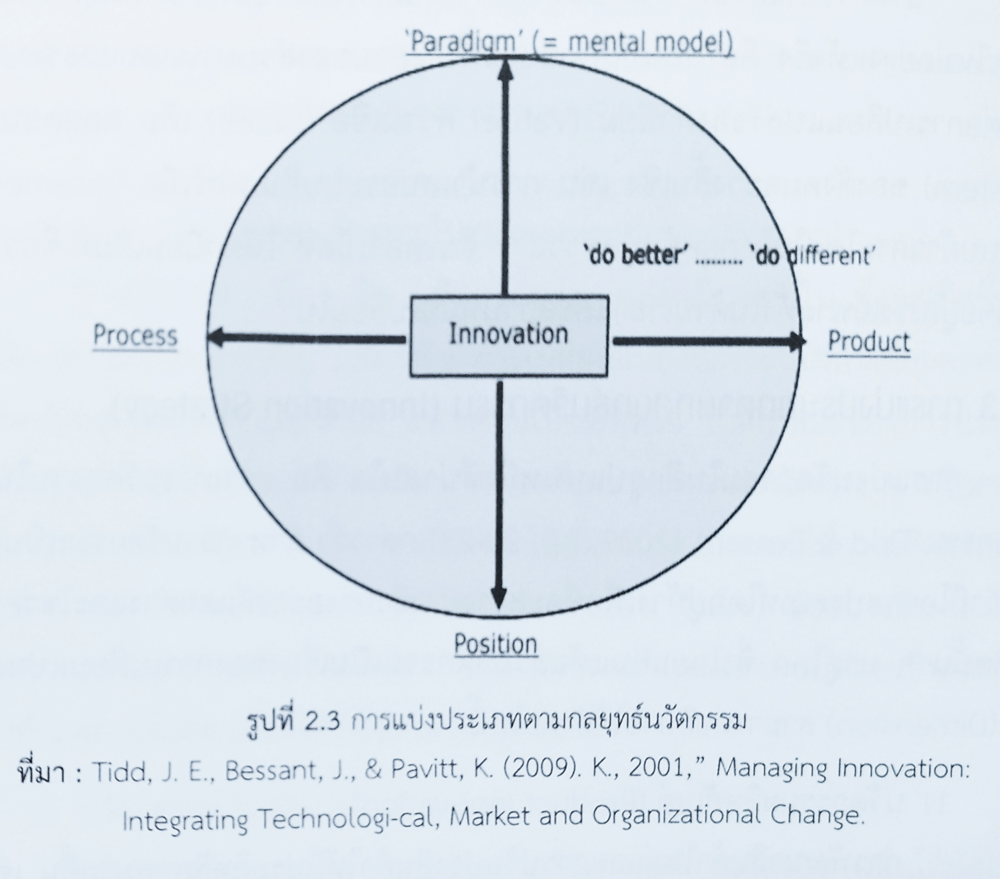 ‘Paradigm’ (= mental model)
‘do better’ ......... ‘do different’
Process
Innovation
Product
Position
รูปที่ 2.3 การแบ่งประเภทตามกลยุทธ์นวัตกรรม
ที่มา : Tidd, J. E., Bessant, J., & Pavitt, K. (2009). K., 2001,” Managing Innovation:
Integrating Technologi-cal, Market and Organizational Change.